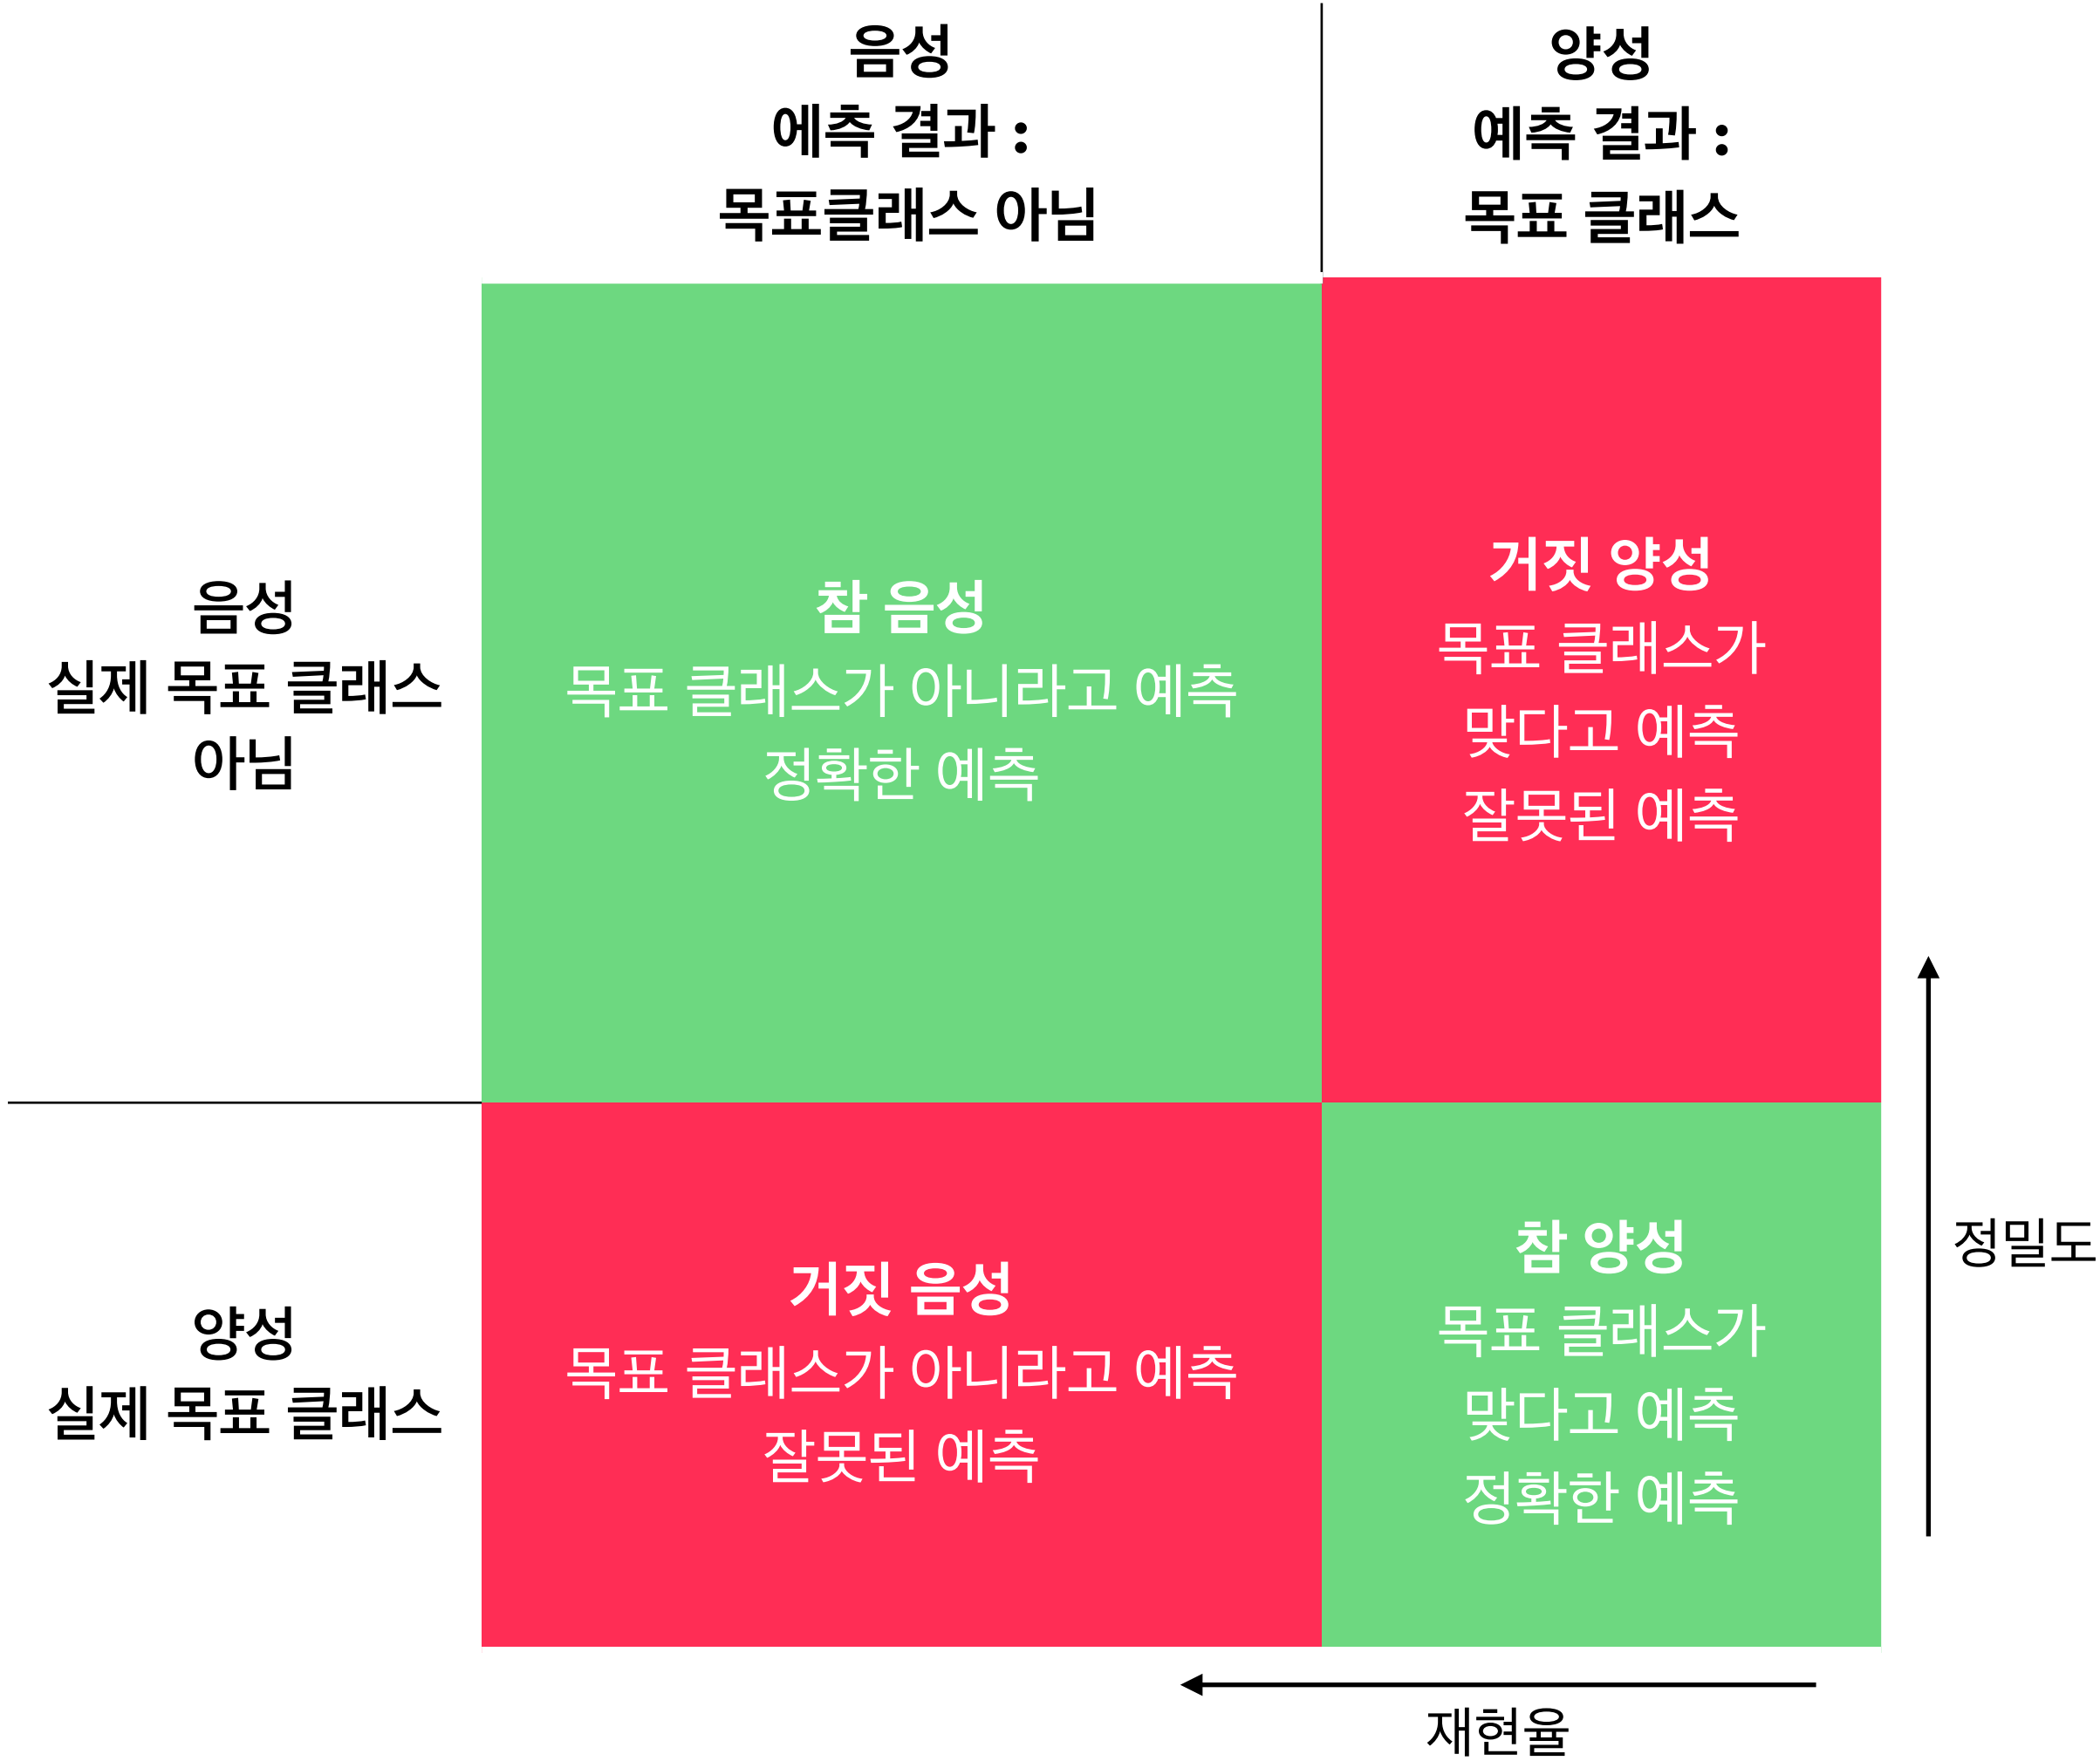 음성
예측 결과:
목표 클래스 아님
양성
예측 결과:
목표 클래스
음성
실제 목표 클래스
아님
참 음성
목표 클래스가 아니라고 예측
정확한 예측
거짓 양성
목표 클래스가
맞다고 예측
잘못된 예측
양성
실제 목표 클래스
거짓 음성
목표 클래스가 아니라고 예측
잘못된 예측
참 양성
목표 클래스가
맞다고 예측
정확한 예측
정밀도
재현율